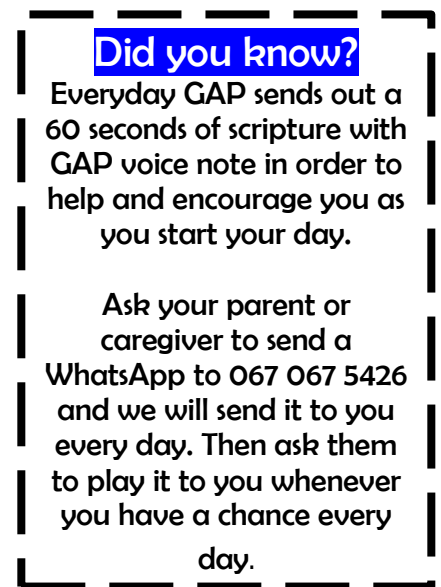 Did you know?
Everyday GAP sends out a
60 seconds of scripture with
GAP voice note in order to
help and encourage you as
you start your day.
Ask your parent or
caregiver to send a
WhatsApp to 067 067 5426
and we will send it to you
every day. Then ask them
to play it to you whenever
you have a chance every
day.